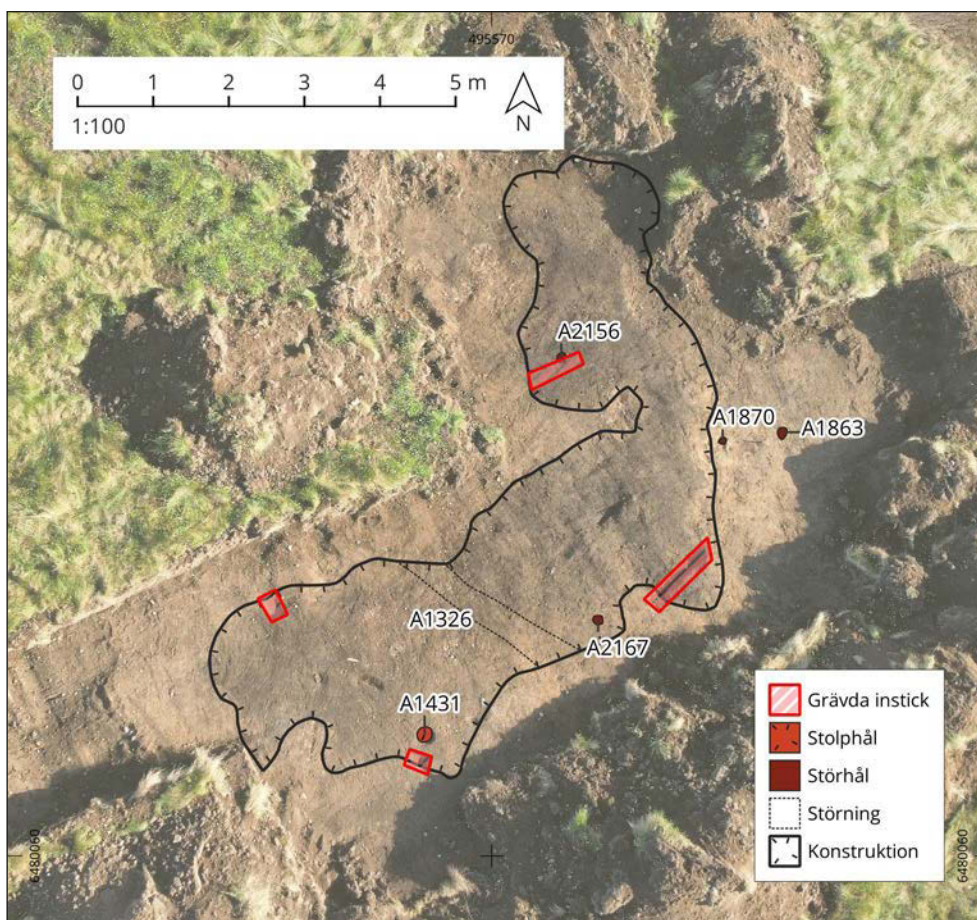 495570
0 1 2 3 4 5 m
1:100
N
A2156
A1870
A1863
A1326
A2167
A1431
Grävda instick
Stolphål
Störhål
Störning
Konstruktion
6480060
6480060